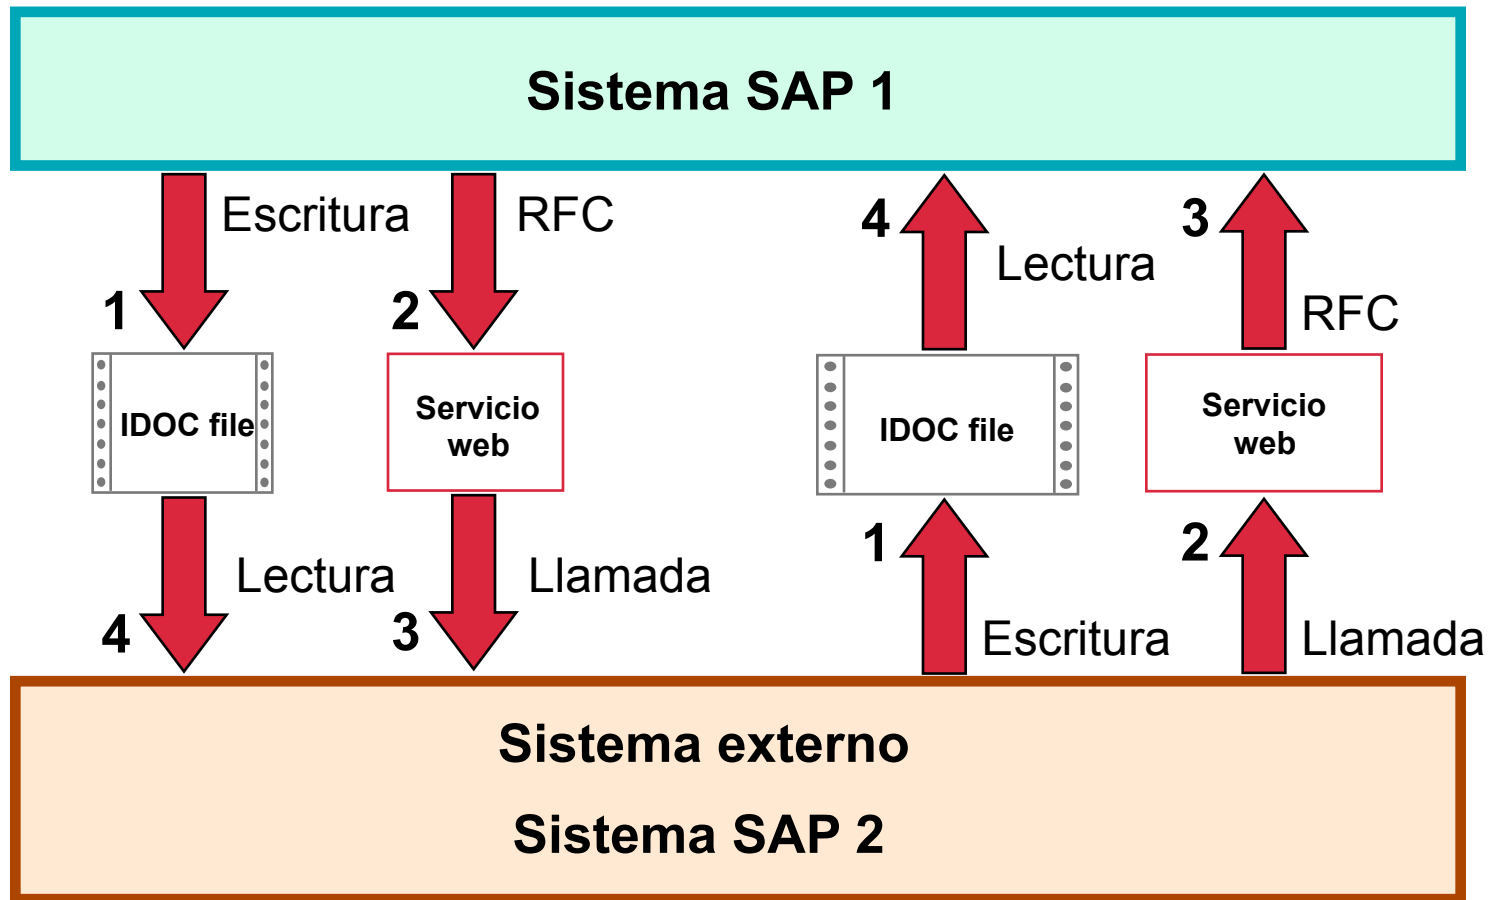 Sistema SAP 1
Escritura
RFC
4
3
Lectura
1
2
RFC
IDOC file
Servicio
web
IDOC file
Servicio
web
1
2
Lectura
Llamada
4
3
Escritura
Llamada
Sistema externo
Sistema SAP 2